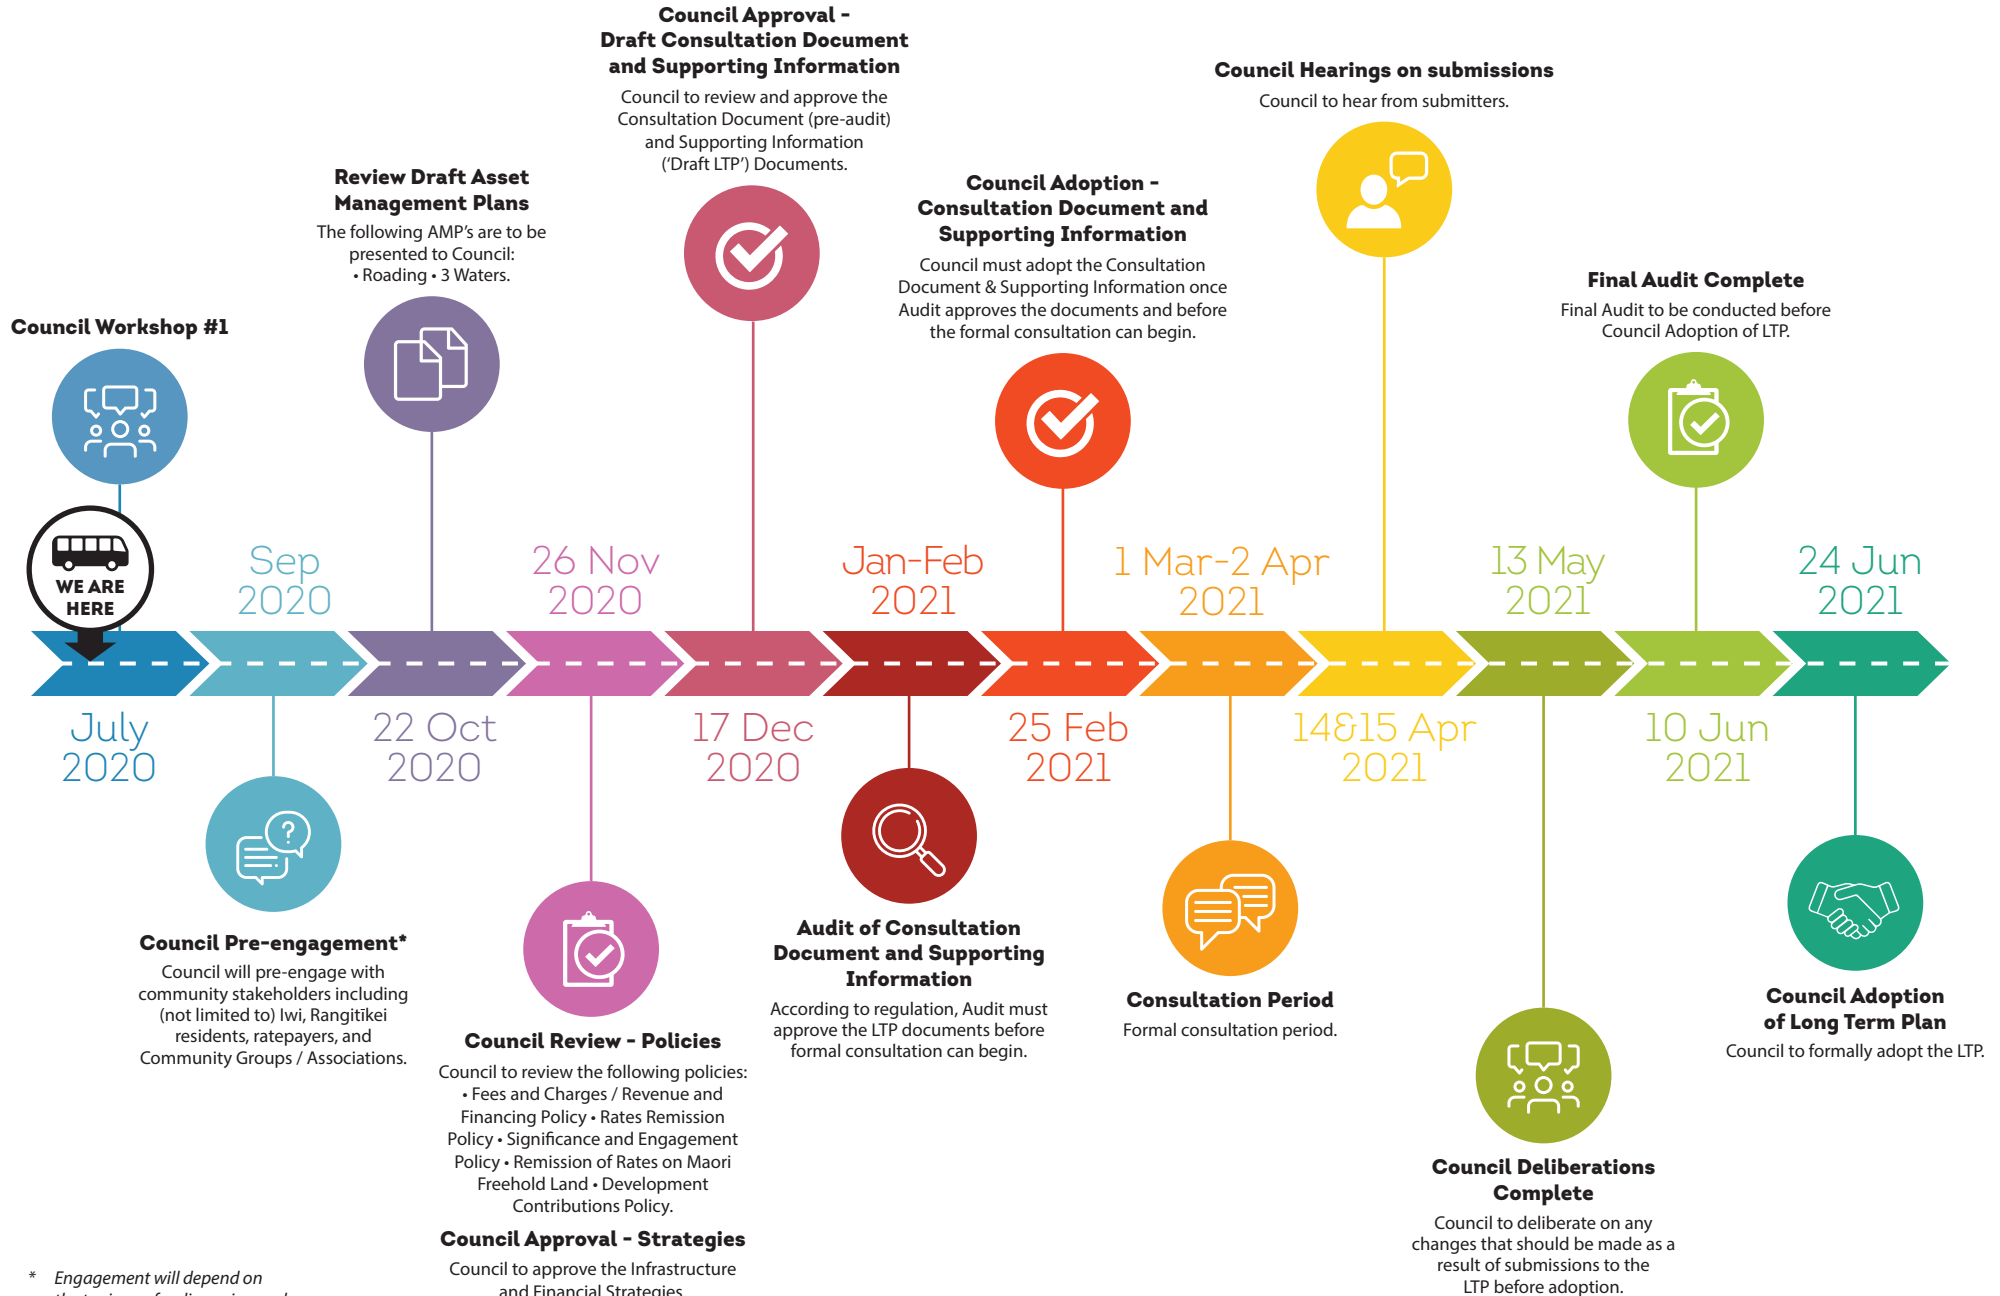 Council Workshop #1
WE ARE
HERE
July
2020
Sep
2020
Council Pre-engagement*
Council will pre-engage with
community stakeholders including
(not limited to) Iwi, Rangitīkei
residents, ratepayers, and
Community Groups / Associations.
Review Draft Asset
Management Plans
The following AMP's are to be
presented to Council:
• Roading • 3 Waters.
22 Oct
2020
26 Nov
2020
Council Review - Policies
Council to review the following policies:
• Fees and Charges / Revenue and
Financing Policy • Rates Remission
Policy • Significance and Engagement
Policy • Remission of Rates on Maori
Freehold Land • Development
Contributions Policy.
Council Approval - Strategies
Council to approve the Infrastructure
and Financial Strategies
Council Approval -
Draft Consultation Document
and Supporting Information
Council to review and approve the
Consultation Document (pre-audit)
and Supporting Information
('Draft LTP') Documents.
17 Dec
2020
Jan-Feb
2021
Audit of Consultation
Document and Supporting
Information
According to regulation, Audit must
approve the LTP documents before
formal consultation can begin.
Council Adoption -
Consultation Document and
Supporting Information
Council must adopt the Consultation
Document & Supporting Information once
Audit approves the documents and before
the formal consultation can begin.
25 Feb
2021
1 Mar-2 Apr
2021
Consultation Period
Formal consultation period.
Council Hearings on submissions
Council to hear from submitters.
14&15 Apr
2021
13 May
2021
Council Deliberations
Complete
Council to deliberate on any
changes that should be made as a
result of submissions to the
LTP before adoption.
Final Audit Complete
Final Audit to be conducted before
Council Adoption of LTP.
10 Jun
2021
24 Jun
2021
Council Adoption
of Long Term Plan
Council to formally adopt the LTP.
* Engagement will depend on